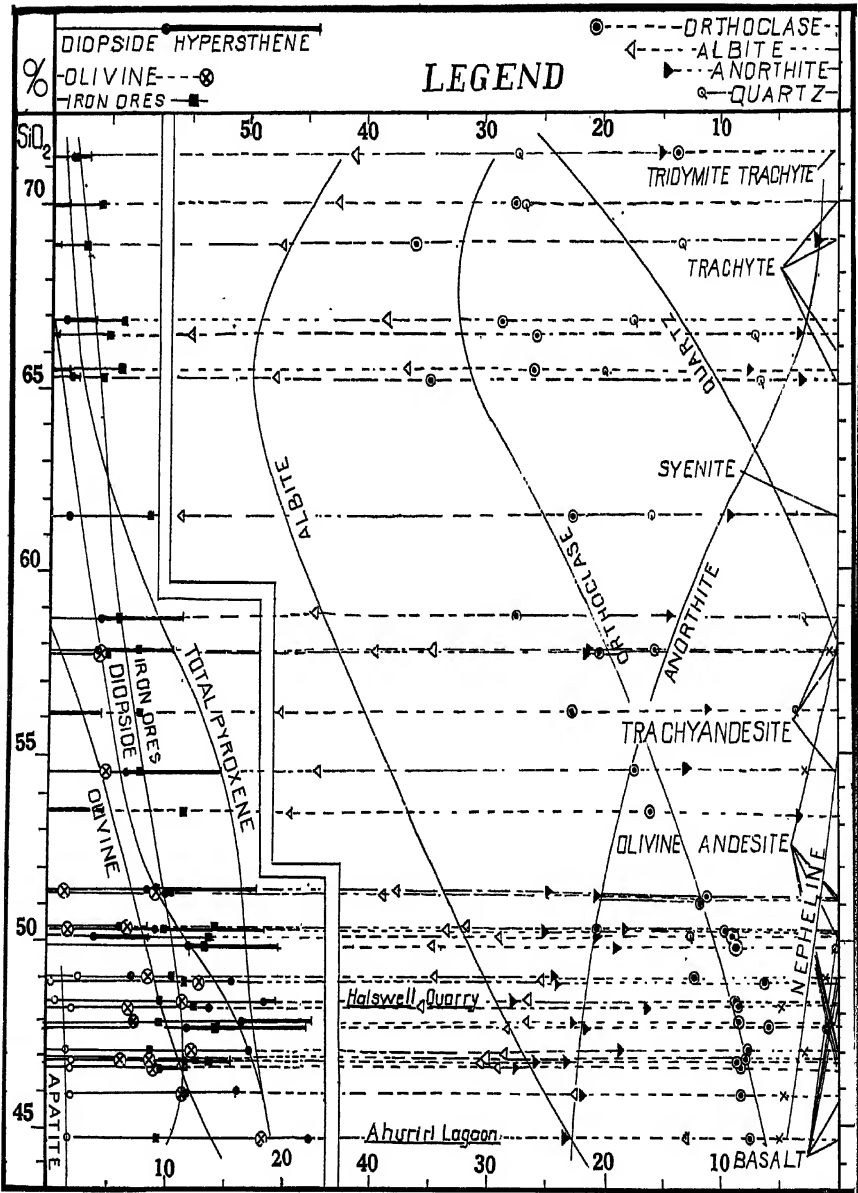 DIOPSIDE HYPERSTHENE
OLIVINE
IRON ORES
LEGEND
ORTHOCLASE
ALBITE
ANORTHITE
QUARTZ
%
SiO2
50 40 30 20 10
TRIDYMITE TRACHYTE
70
TRACHYTE
QUARTZ
65
SYENITE
ALBITE
60
ORTHOCLASE
ANORTHITE
TOTAL PYROXENE
IRON ORES
DIOPSIDE
55
TRACHYANDESITE
OLIVINE
OLIVINE ANDESITE
50
NEPHELINE
Halswell Quarry
APATITE
45
Ahuriri Lagoon
BASALT
10 20 40 30 20 10